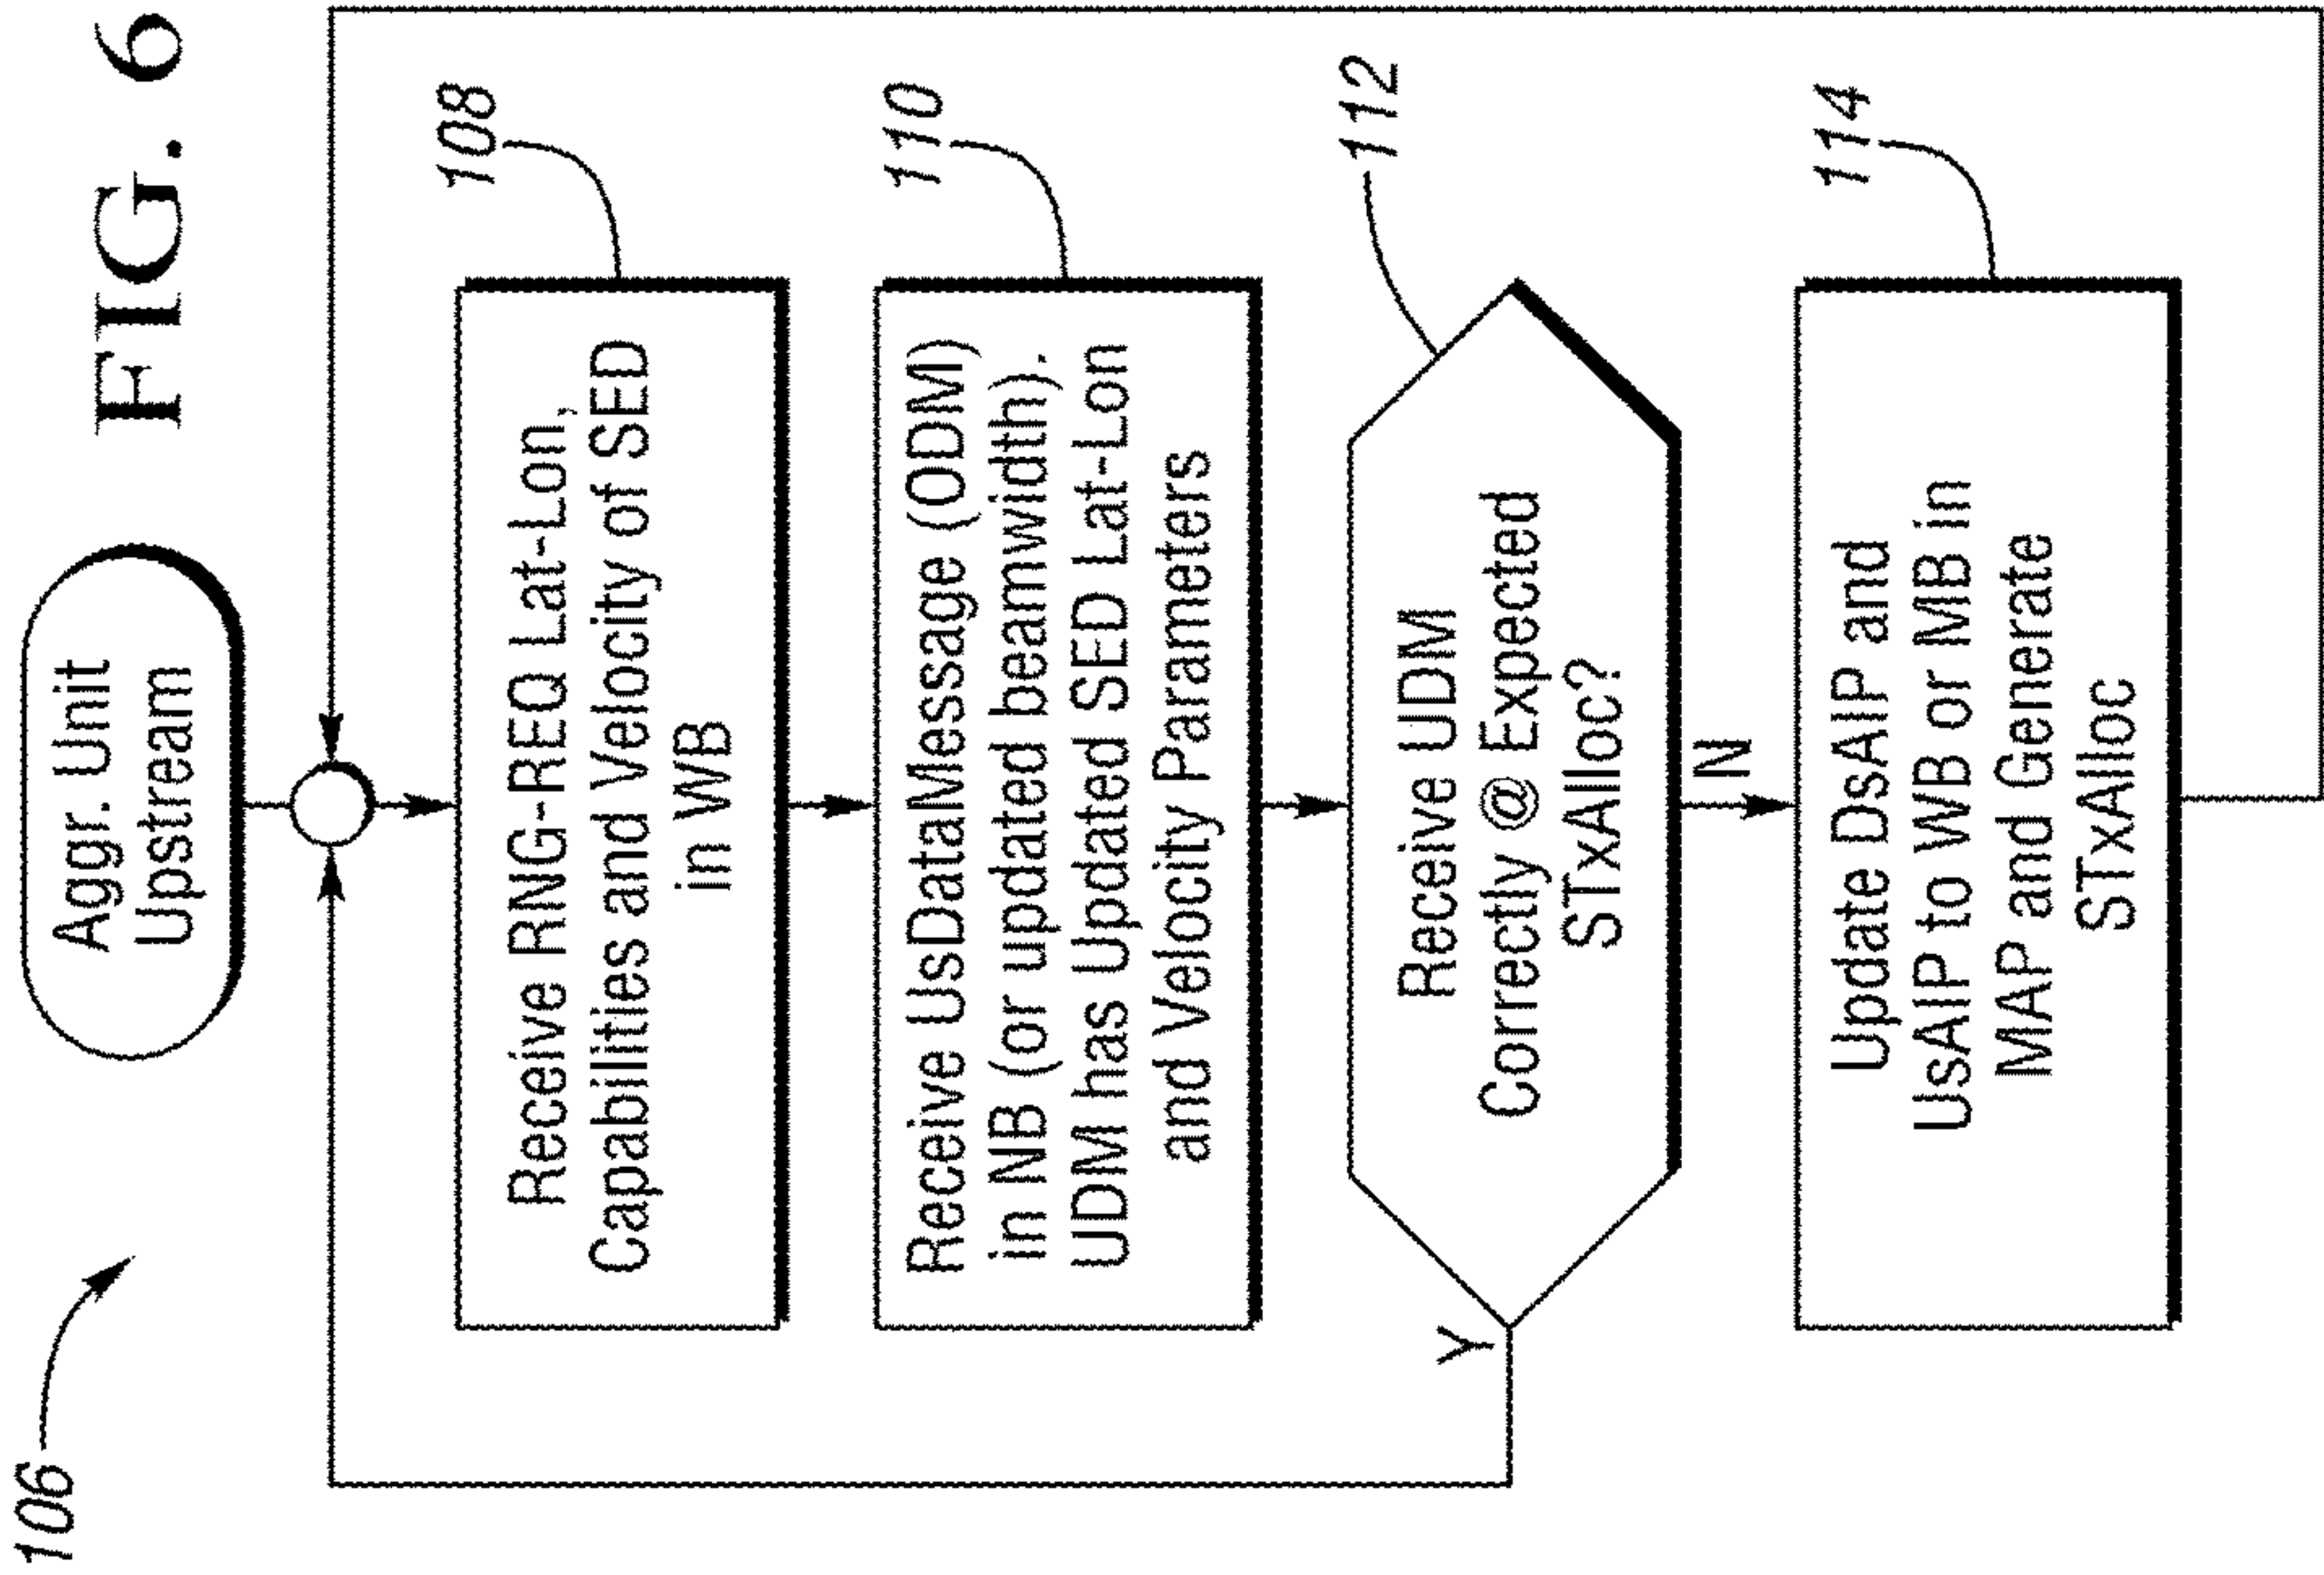 FIG. 6
106
Aggr. Unit
Upstream
108
Receive RNG-REQ Lat-Lon,
Capabilities and Velocity of SED
in WB
110
Receive UsDataMessage (ODM)
in NB (or updated beamwidth).
UDM has Updated SED Lat-Lon
and Velocity Parameters
112
Receive UDM
Correctly @ Expected
STxAlloc?
Y
N
114
Update DsAIP and
UsAIP to WB or MB in
MAP and Generate
STxAlloc